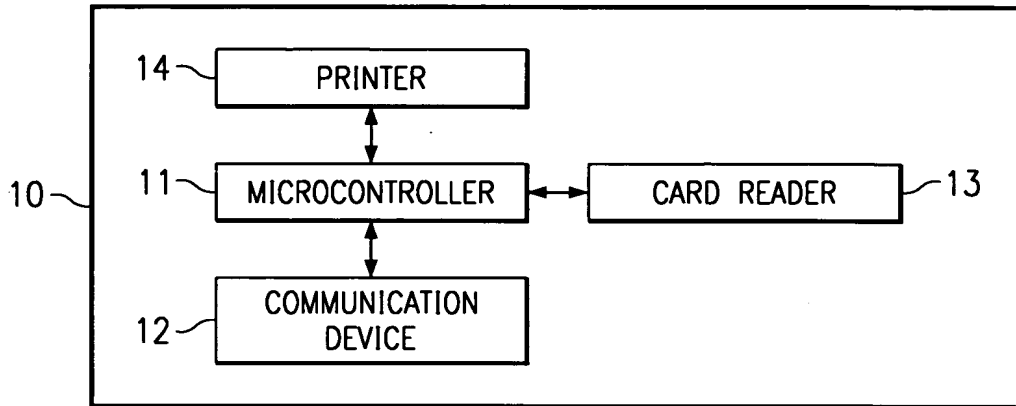 14 PRINTER
10 11 MICROCONTROLLER CARD READER 13
12 COMMUNICATION
DEVICE